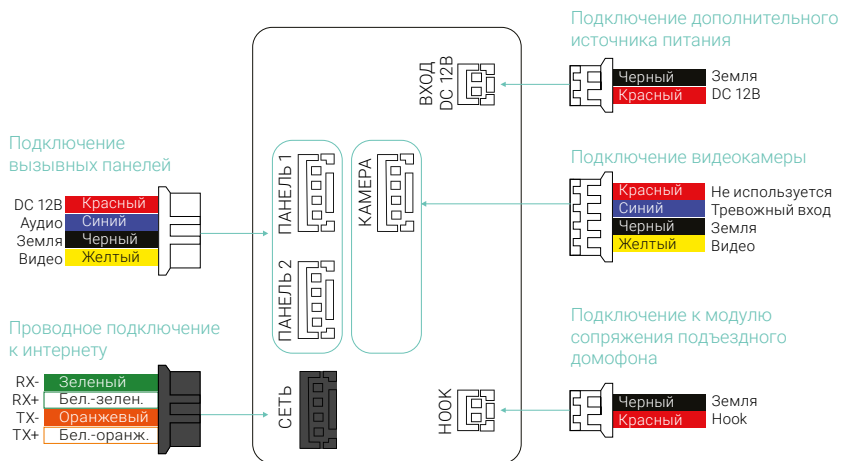 Подключение дополнительного
источника питания
ВХОД
DC 12В
Черный Земля
Красный DC 12В
Подключение
вызывных панелей
DC 12В Красный
Аудио Синий
Земля Черный
Видео Желтый
ПАНЕЛЬ 1
КАМЕРА
Подключение видеокамеры
Красный Не используется
Синий Тревожный вход
Черный Земля
Желтый Видео
ПАНЕЛЬ 2
Проводное подключение
к интернету
RX- Зеленый
RX+ Бел.-зелен.
TX- Оранжевый
TX+ Бел.-оранж.
СЕТЬ
HOOK
Подключение к модулю
сопряжения подъездного
домофона
Черный Земля
Красный Hook